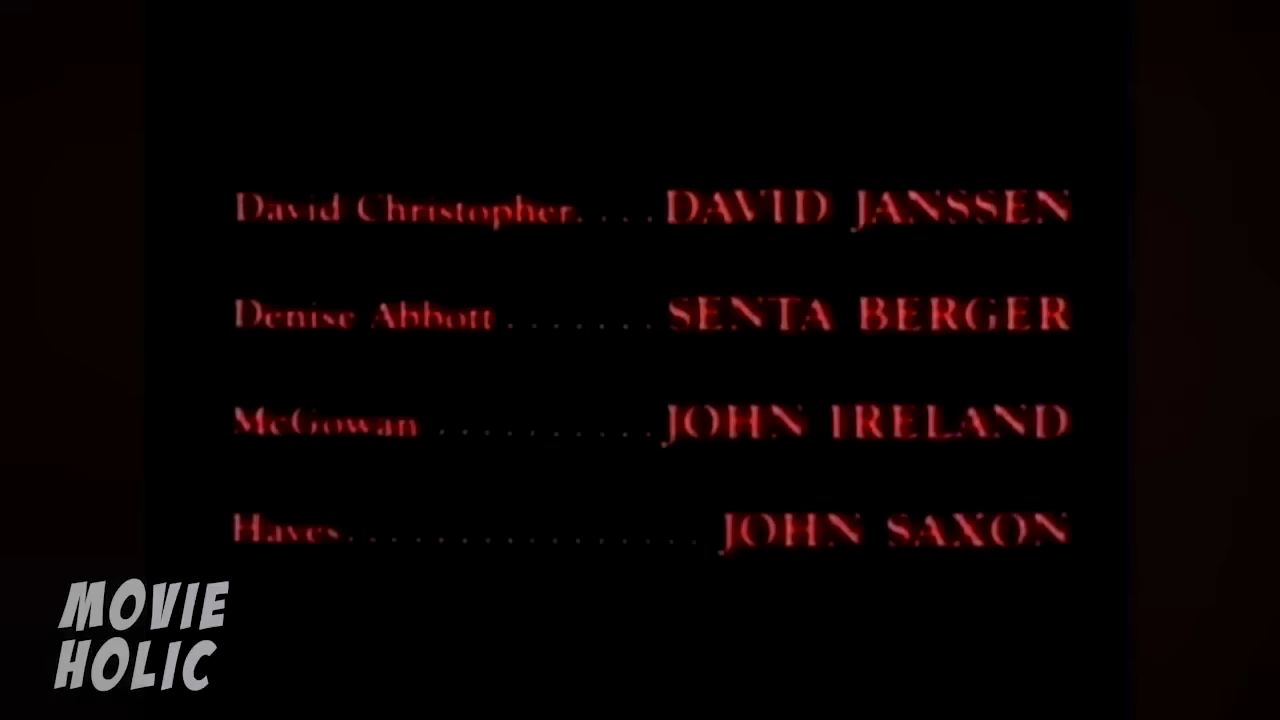 David Christopher. . . . DAVID JANSSEN
Denise Abbott . . . . . . . SENTA BERGER
McGowan . . . . . . . . . . JOHN IRELAND
Hayes. . . . . . . . . . . . . . . . . JOHN SAXON
MOVIE
HOLIC